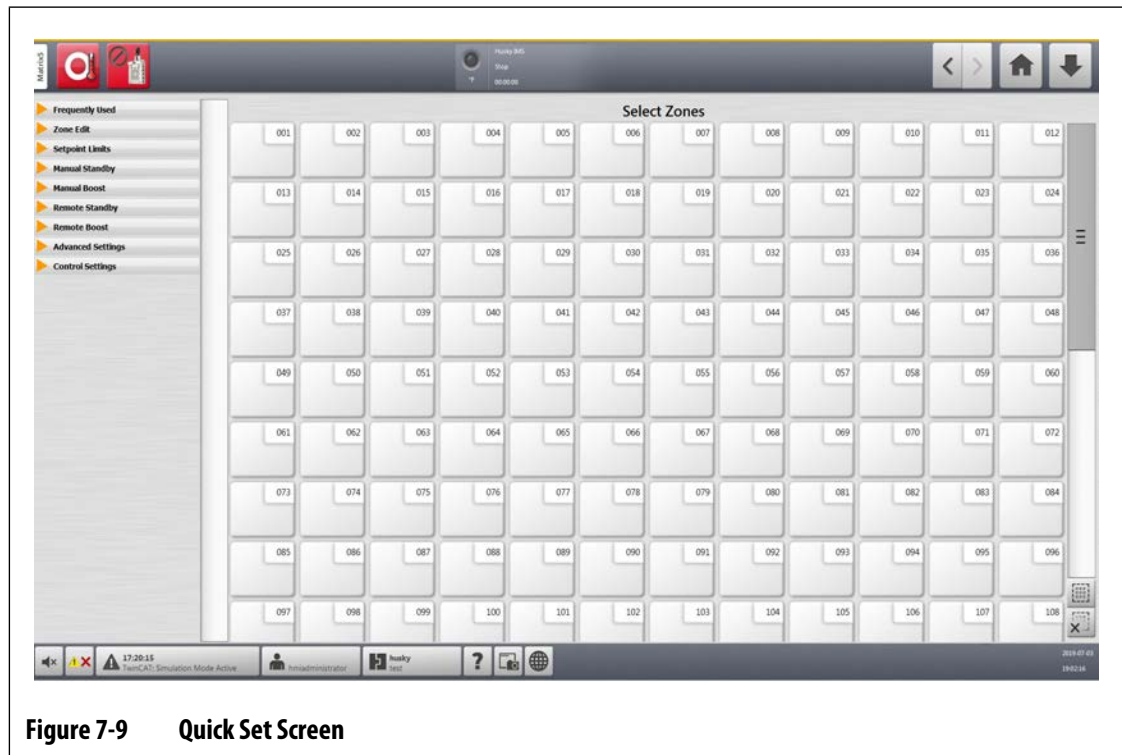 MatrixS
Husky IMS
Stop
°F 00:00:00
Frequently Used
Zone Edit
Setpoint Limits
Manual Standby
Manual Boost
Remote Standby
Remote Boost
Advanced Settings
Control Settings
Select Zones
001 002 003 004 005 006 007 008 009 010 011 012
013 014 015 016 017 018 019 020 021 022 023 024
025 026 027 028 029 030 031 032 033 034 035 036
037 038 039 040 041 042 043 044 045 046 047 048
049 050 051 052 053 054 055 056 057 058 059 060
061 062 063 064 065 066 067 068 069 070 071 072
073 074 075 076 077 078 079 080 081 082 083 084
085 086 087 088 089 090 091 092 093 094 095 096
097 098 099 100 101 102 103 104 105 106 107 108
17:20:15
TwinCAT: Simulation Mode Active
hmiadministrator
husky
test
?
2019-07-03
19:02:16
Figure 7-9 Quick Set Screen